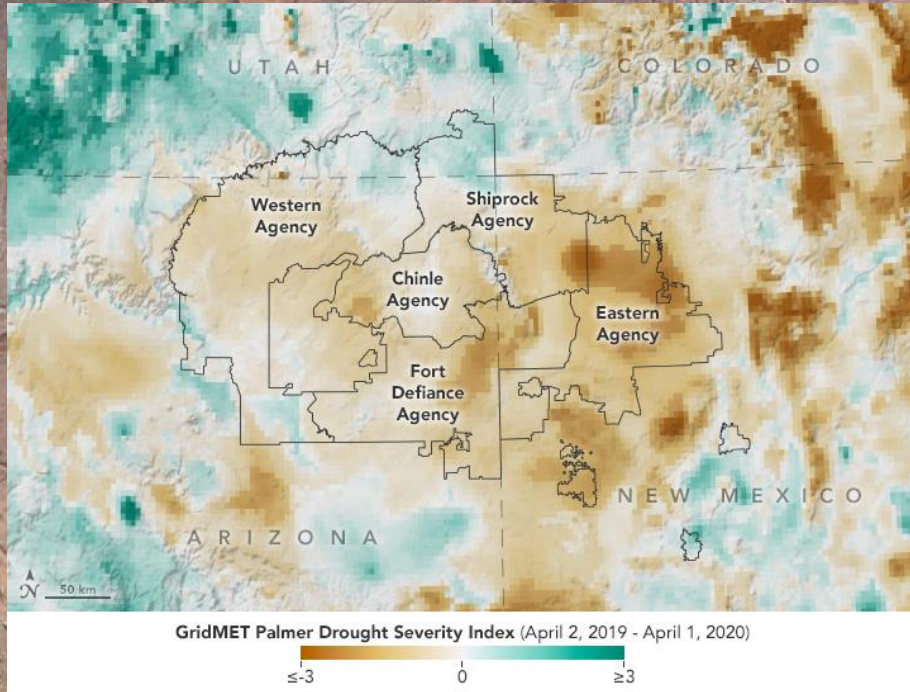 UTAH
COLORADO
Western
Agency
Shiprock
Agency
Chinle
Agency
Eastern
Agency
Fort
Defiance
Agency
NEW MEXICO
ARIZONA
N
50 km
GridMET Palmer Drought Severity Index (April 2, 2019 - April 1, 2020)
≤-3 0 ≥3